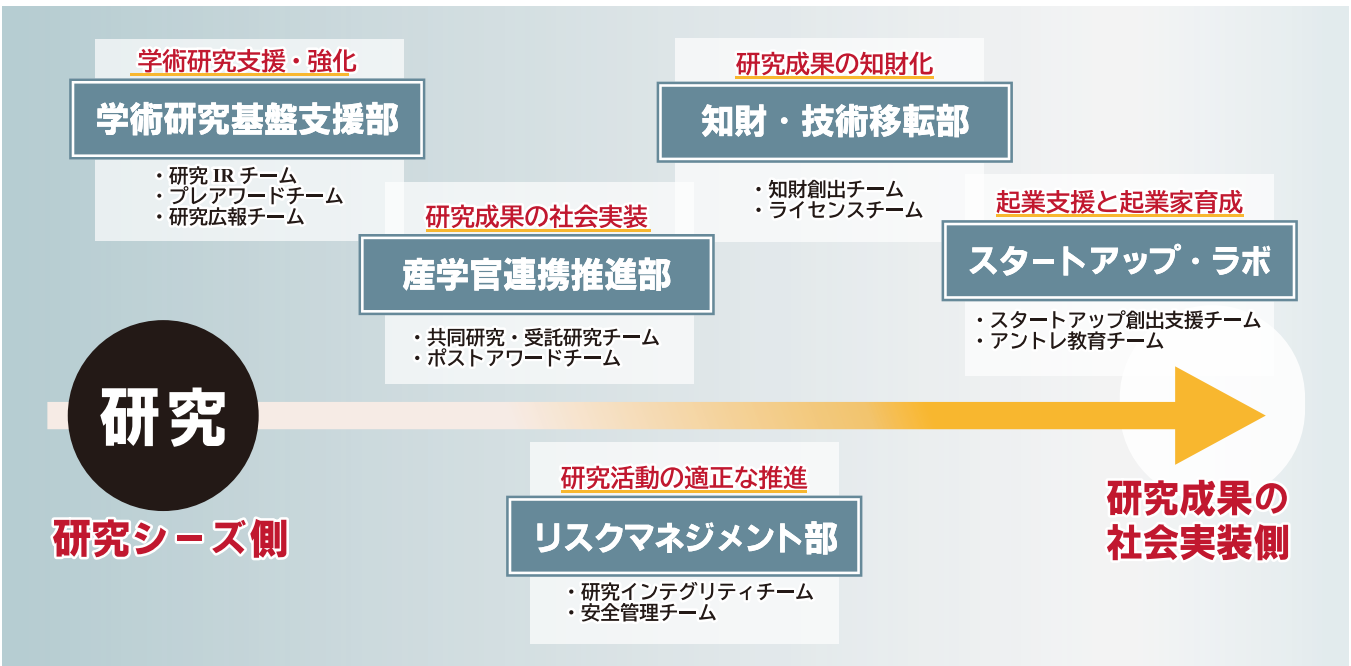 学術研究支援・強化
学術研究基盤支援部
・研究 IR チーム
・プレアワードチーム
・研究広報チーム
研究成果の社会実装
産学官連携推進部
・共同研究・受託研究チーム
・ポストアワードチーム
研究成果の知財化
知財・技術移転部
・知財創出チーム
・ライセンスチーム
起業支援と起業家育成
スタートアップ・ラボ
・スタートアップ創出支援チーム
・アントレ教育チーム
研究
研究シーズ側
研究活動の適正な推進
リスクマネジメント部
・研究インテグリティチーム
・安全管理チーム
研究成果の
社会実装側